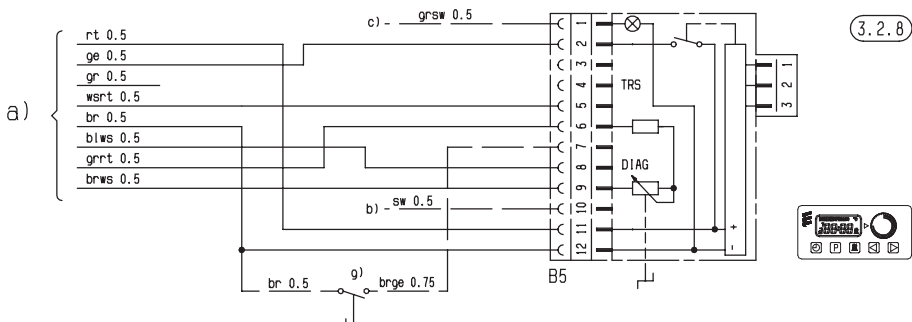 c) grsw 0.5
3.2.8
a)
rt 0.5
ge 0.5
gr 0.5
wsrt 0.5
br 0.5
blws 0.5
grrt 0.5
brws 0.5
b) sw 0.5
1
2
3
4
5
6
7
8
9
10
11
12
TRS
DIAG
+
-
1
2
3
B5
br 0.5
g)
brge 0.75
P